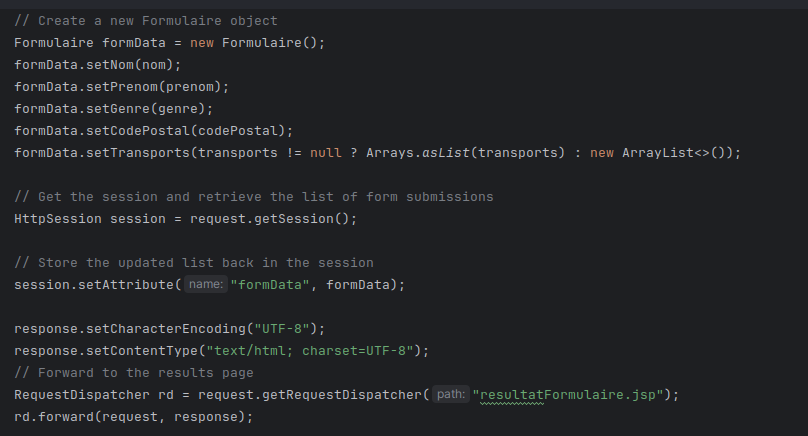 // Create a new Formulaire object
Formulaire formData = new Formulaire();
formData.setNom(nom);
formData.setPrenom(prenom);
formData.setGenre(genre);
formData.setCodePostal(codePostal);
formData.setTransports(transports != null ? Arrays.asList(transports) : new ArrayList<>());
// Get the session and retrieve the list of form submissions
HttpSession session = request.getSession();
// Store the updated list back in the session
session.setAttribute( name: "formData", formData);
response.setCharacterEncoding("UTF-8");
response.setContentType("text/html; charset=UTF-8");
// Forward to the results page
RequestDispatcher rd = request.getRequestDispatcher( path: "resultatFormulaire.jsp");
rd.forward(request, response);